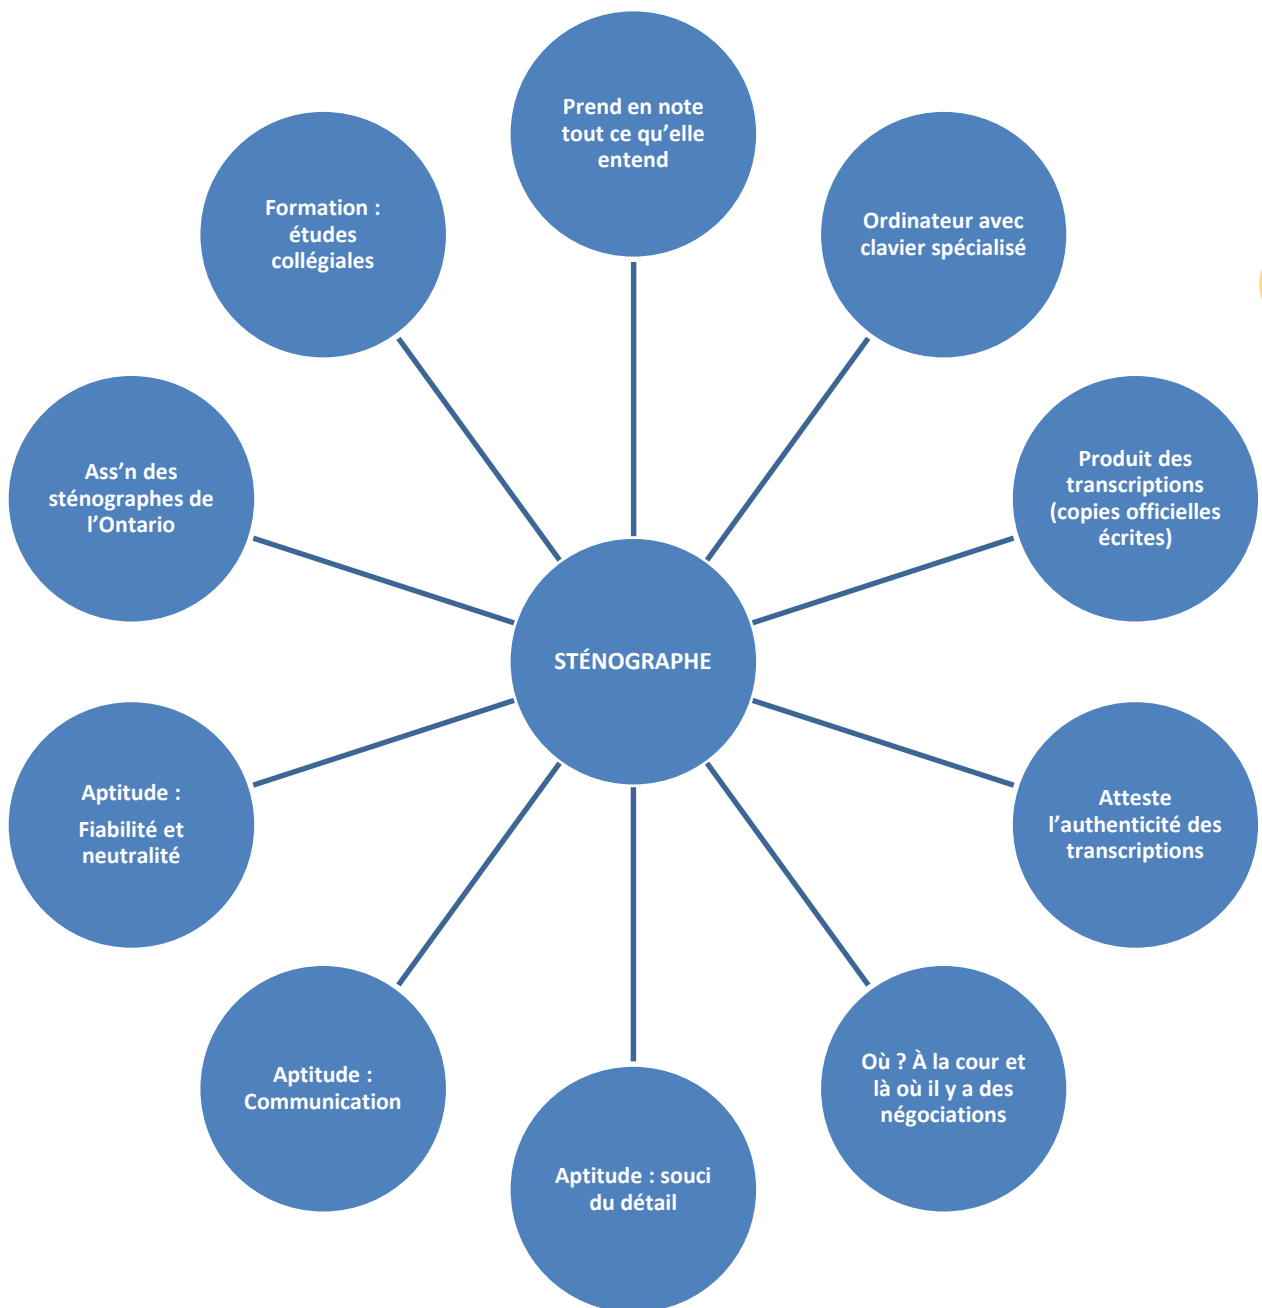 Prend en note
tout ce qu’elle
entend
Ordinateur avec
clavier spécialisé
Produit des
transcriptions
(copies officielles
écrites)
Atteste
l’authenticité des
transcriptions
Où ? À la cour et
là où il y a des
négociations
Aptitude : souci
du détail
Aptitude :
Communication
Aptitude :
Fiabilité et
neutralité
Ass’n des
sténographes de
l’Ontario
Formation :
études
collégiales
STÉNOGRAPHE